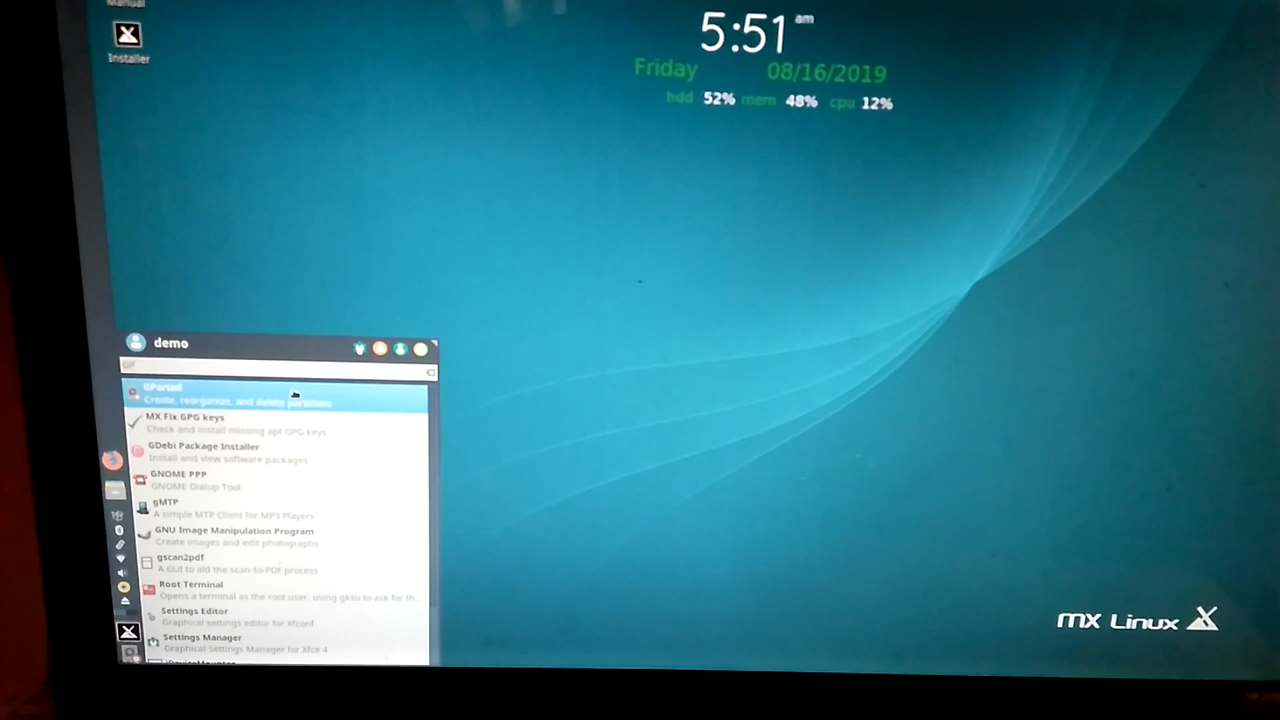 Manual
Installer
5:51 am
Friday 08/16/2019
hdd 52% mem 48% cpu 12%
demo
GP
GParted
Create, reorganize, and delete partitions
MX Fix GPG keys
Check and install missing apt GPG keys
GDebi Package Installer
Install and view software packages
GNOME PPP
GNOME Dialup Tool
gMTP
A simple MTP Client for MP3 Players
GNU Image Manipulation Program
Create images and edit photographs
gscan2pdf
A GUI to aid the scan-to-PDF process
Root Terminal
Opens a terminal as the root user, using gksu to ask for th...
Settings Editor
Graphical settings editor for Xfconf
Settings Manager
Graphical Settings Manager for Xfce 4
iDeviceMounter
mx Linux